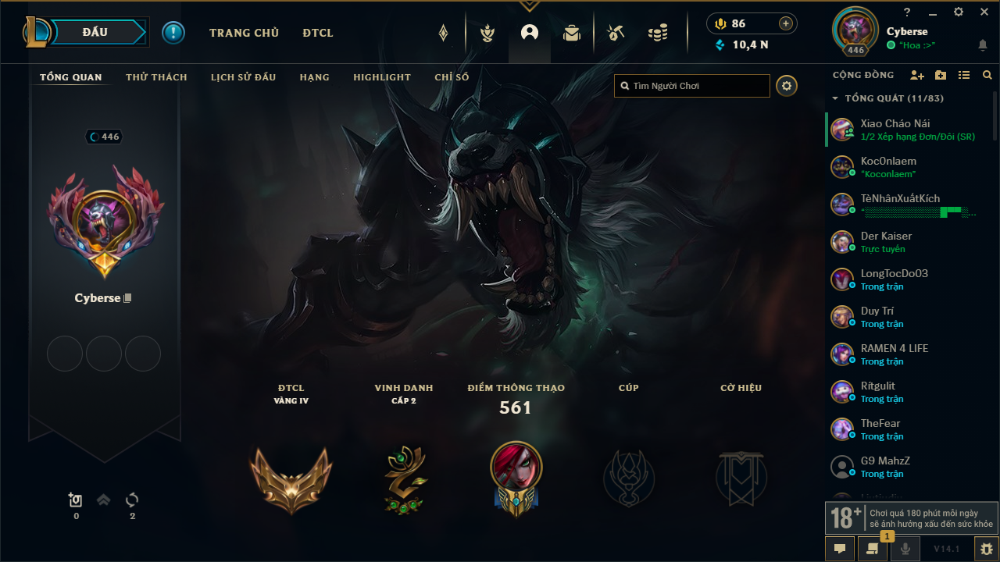 ĐẤU
TRANG CHỦ
ĐTCL
86
10,4 N
446
Cyberse
“Hoa :>”
TỔNG QUAN
THỬ THÁCH
LỊCH SỬ ĐẤU
HẠNG
HIGHLIGHT
CHỈ SỐ
Tìm Người Chơi
446
Cyberse
ĐTCL
VÀNG IV
VINH DANH
CẤP 2
ĐIỂM THÔNG THẠO
561
CÚP
CỜ HIỆU
0
2
CỘNG ĐỒNG
TỔNG QUÁT (11/83)
Xiao Cháo Nái
1/2 Xếp hạng Đơn/Đôi (SR)
Koc0nlaem
“Koconlaem”
TèNhânXuấtKích
“░░░░░░░░░░░█▀▀░...
Der Kaiser
Trực tuyến
LongTocDo03
Trong trận
Duy Trí
Trong trận
RAMEN 4 LIFE
Trong trận
Rítgulit
Trong trận
TheFear
Trong trận
G9 MahzZ
Trong trận
18+
Chơi quá 180 phút mỗi ngày
sẽ ảnh hưởng xấu đến sức khỏe
1
V14.1